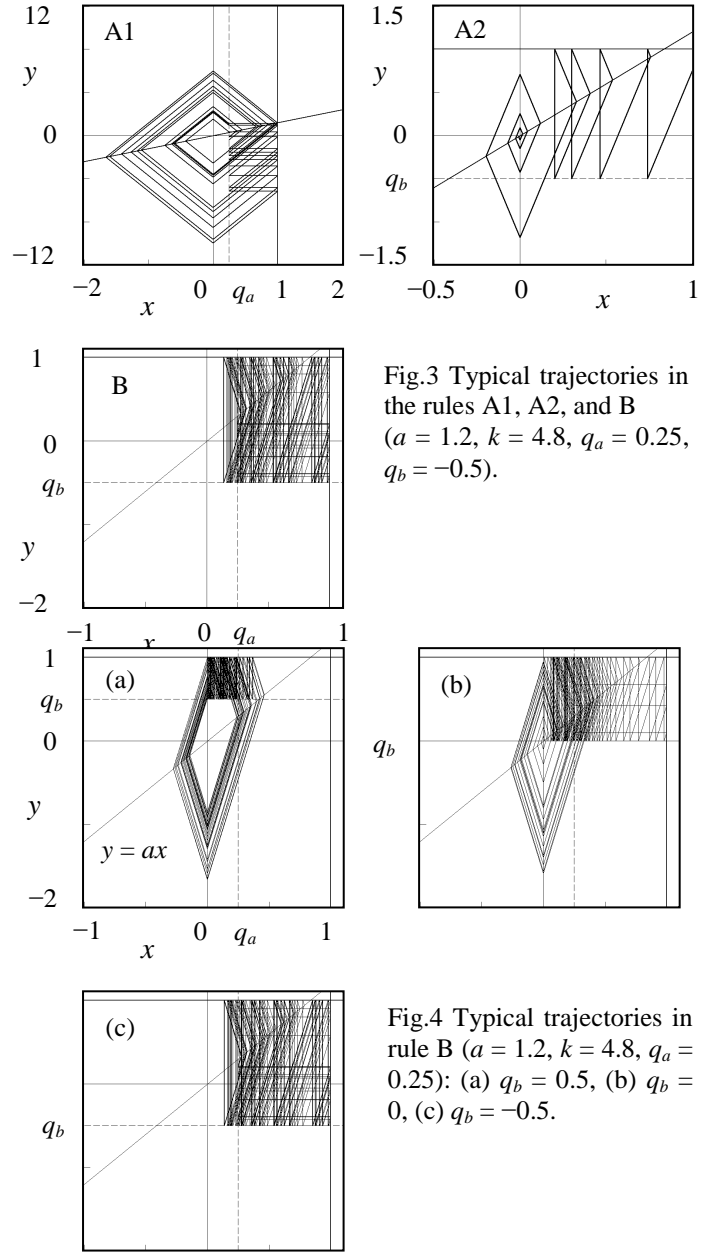 12
A1
y
0
−12
−2
x
0
q_a
1
2
1.5
A2
y
0
q_b
−1.5
−0.5
0
x
1
1
B
0
q_b
y
−2
−1
x
0
q_a
1
Fig.3 Typical trajectories in
the rules A1, A2, and B
(a = 1.2, k = 4.8, q_a = 0.25,
q_b = −0.5).
1
(a)
q_b
0
y
y = ax
−2
−1
x
0
q_a
1
(b)
q_b
(c)
q_b
Fig.4 Typical trajectories in
rule B (a = 1.2, k = 4.8, q_a =
0.25): (a) q_b = 0.5, (b) q_b =
0, (c) q_b = −0.5.